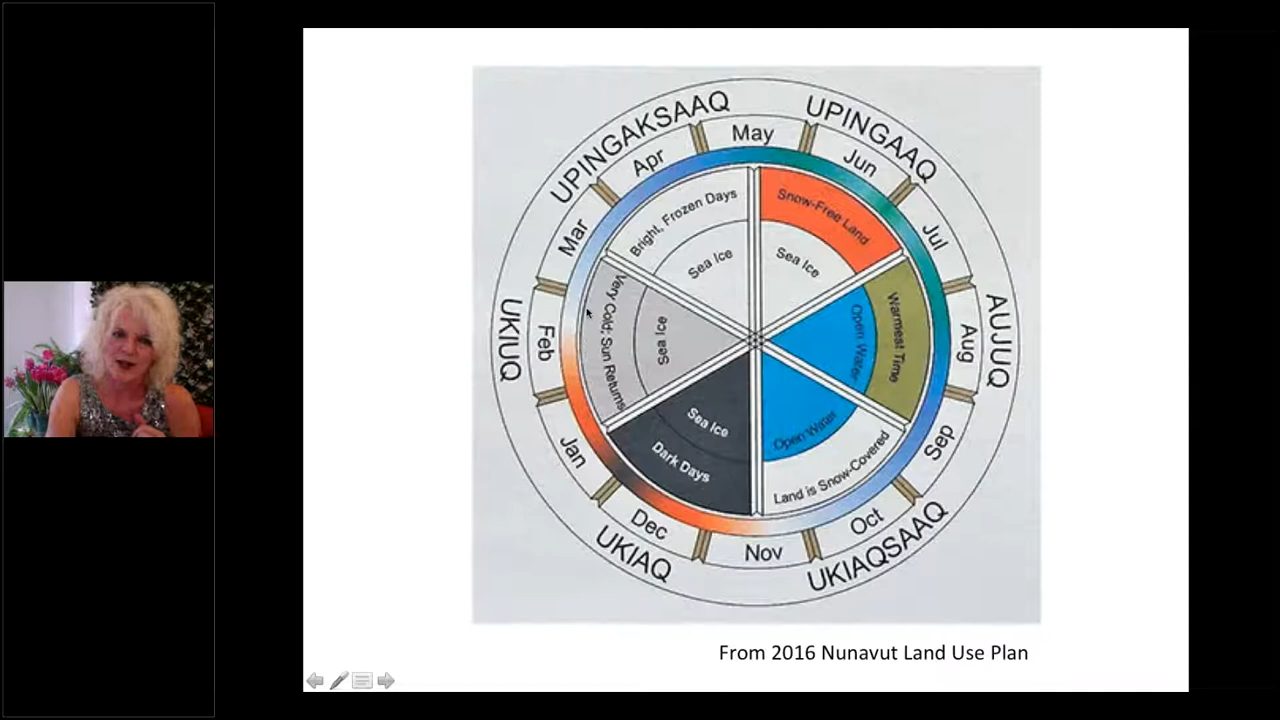 UPINGAKSAAQ
UPINGAAQ
AUJUQ
UKIAQSAAQ
UKIAQ
UKIUQ
May
Jun
Jul
Aug
Sep
Oct
Nov
Dec
Jan
Feb
Mar
Apr
Bright, Frozen Days
Sea Ice
Snow-Free Land
Sea Ice
Warmest Time
Open Water
Land is Snow-Covered
Open Water
Dark Days
Sea Ice
Very Cold; Sun Returns
Sea Ice
From 2016 Nunavut Land Use Plan